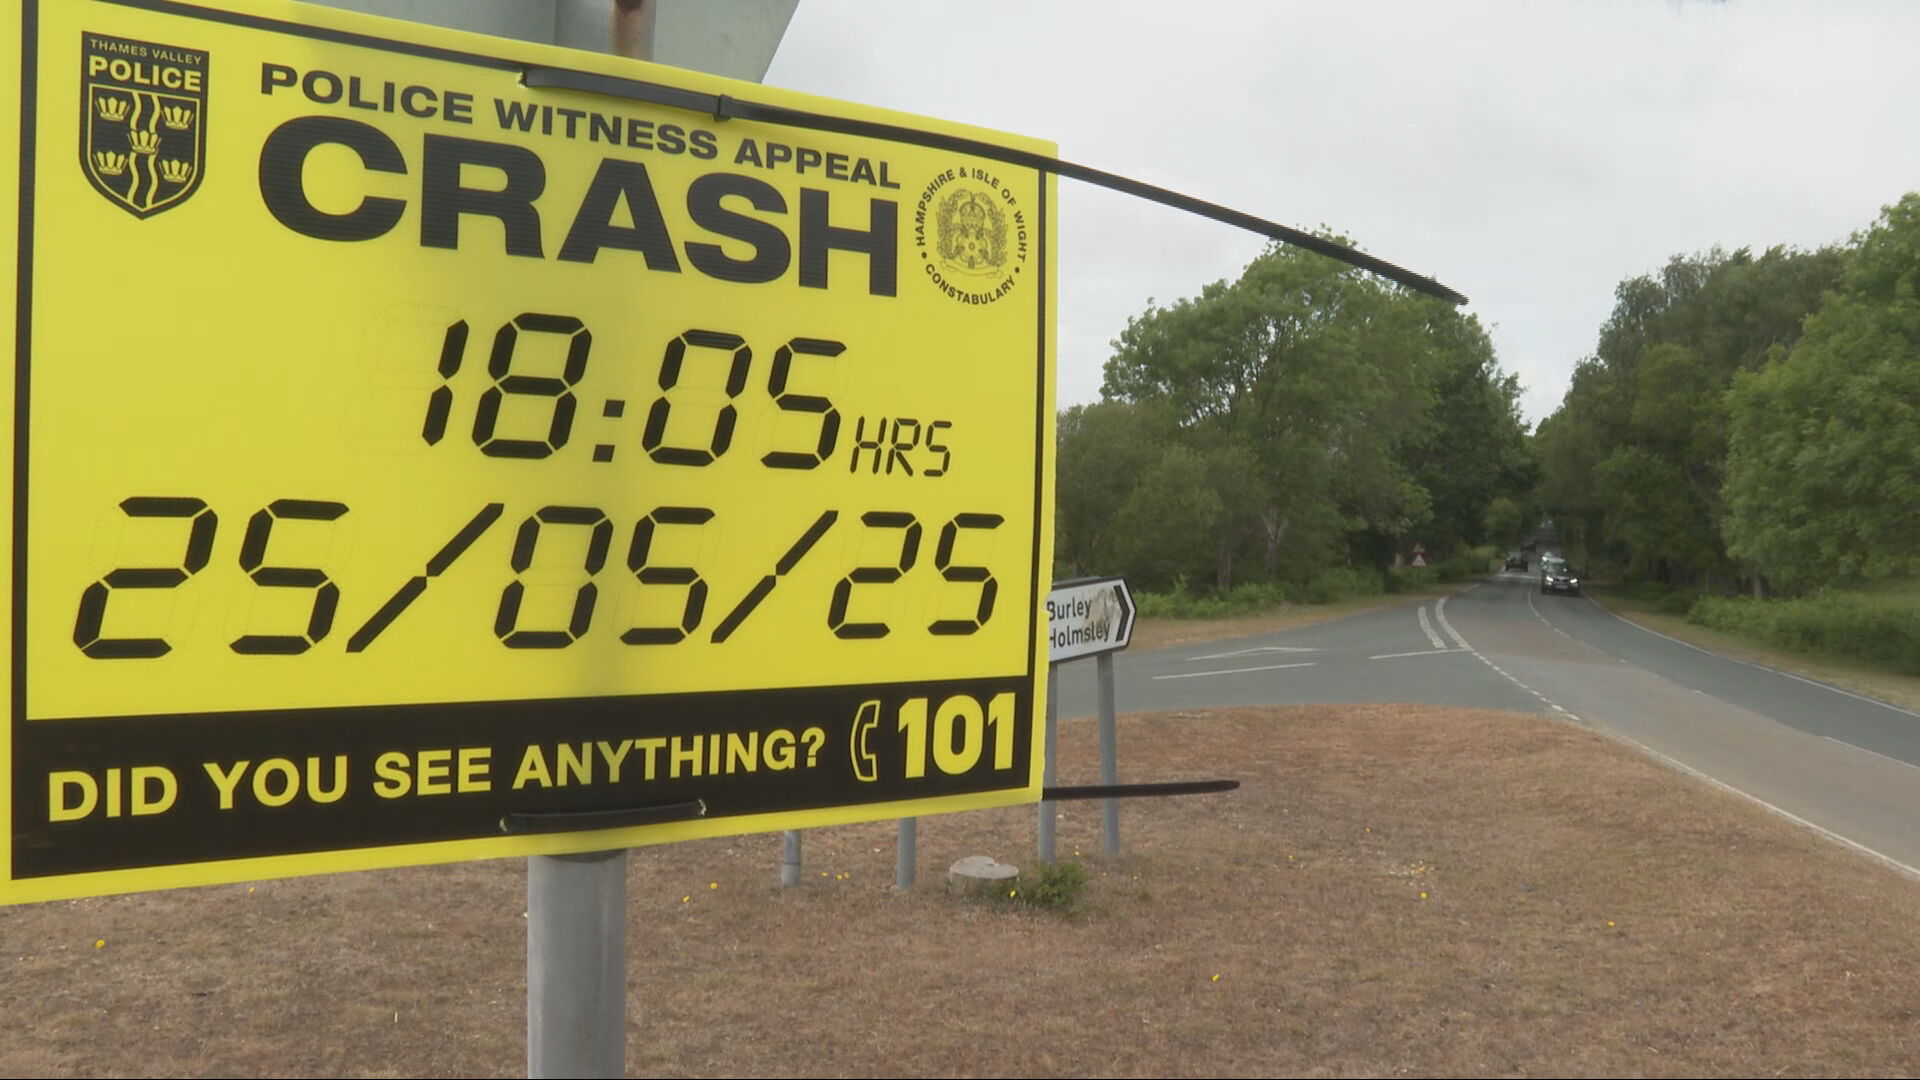 THAMES VALLEY
POLICE
POLICE WITNESS APPEAL
CRASH
HAMPSHIRE & ISLE OF WIGHT
• CONSTABULARY •
18:05 HRS
25/05/25
DID YOU SEE ANYTHING? 101
Burley
Holmsley